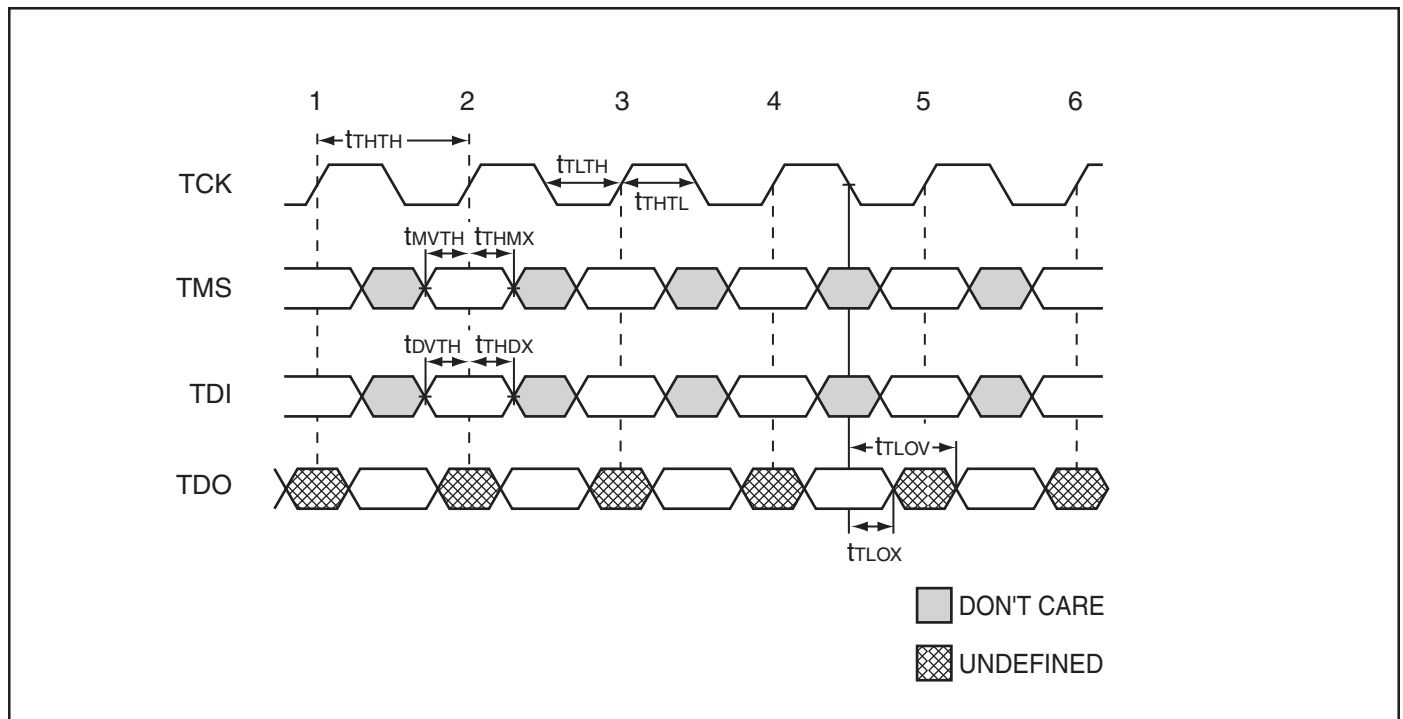 1 2 3 4 5 6
tTHTH
TCK
tTLTH
tTHTL
tMVTH tTHMX
TMS
tDVTH tTHDX
TDI
tTLOV
TDO
tTLOX
DON'T CARE
UNDEFINED